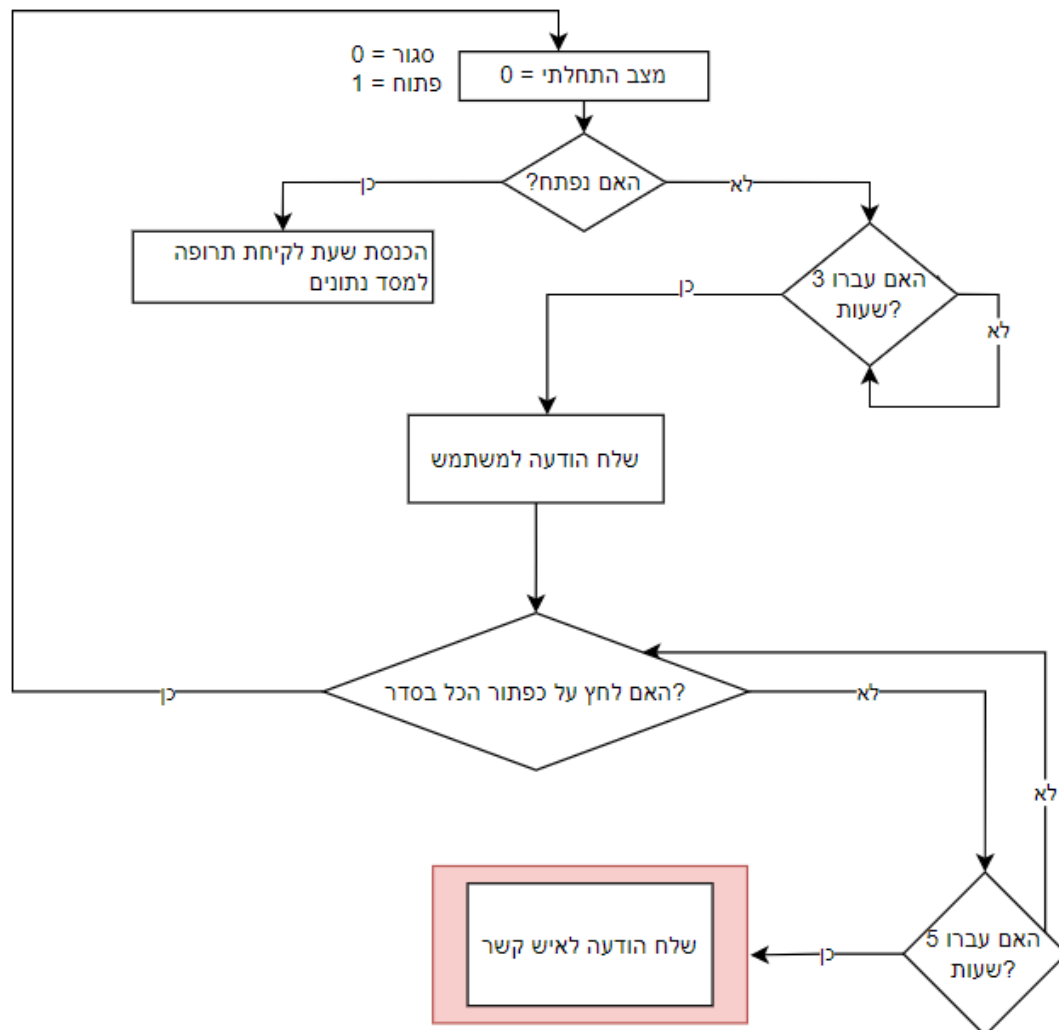 סגור = 0
פתוח = 1
מצב התחלתי = 0
האם נפתח?
כן
לא
הכנסת שעת לקיחת תרופה
למסד נתונים
האם עברו 3
שעות?
כן
לא
שלח הודעה למשתמש
האם לחץ על כפתור הכל בסדר?
כן
לא
לא
האם עברו 5
שעות?
כן
שלח הודעה לאיש קשר